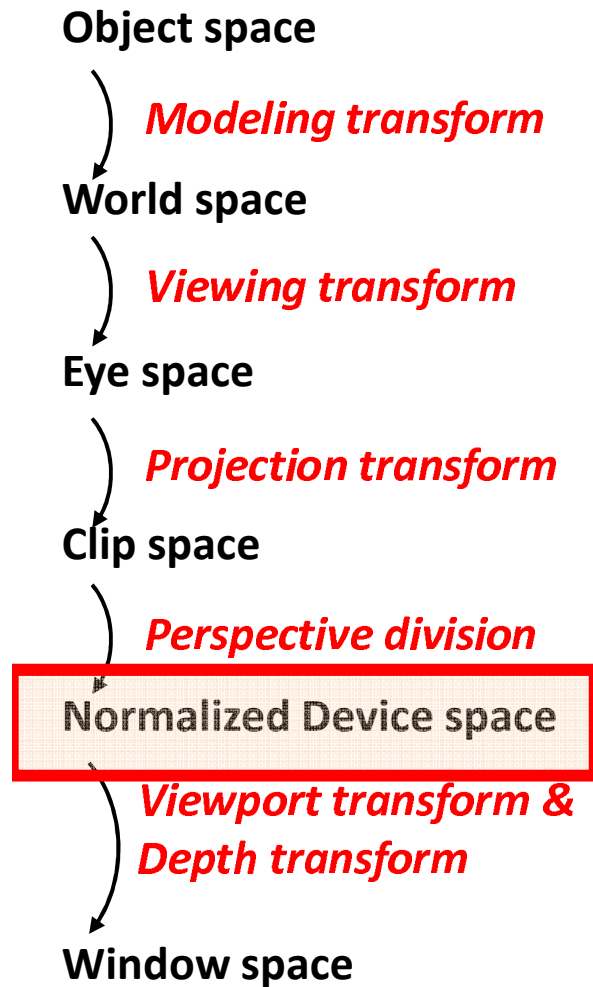 Object space
Modeling transform
World space
Viewing transform
Eye space
Projection transform
Clip space
Perspective division
Normalized Device space
Viewport transform &
Depth transform
Window space